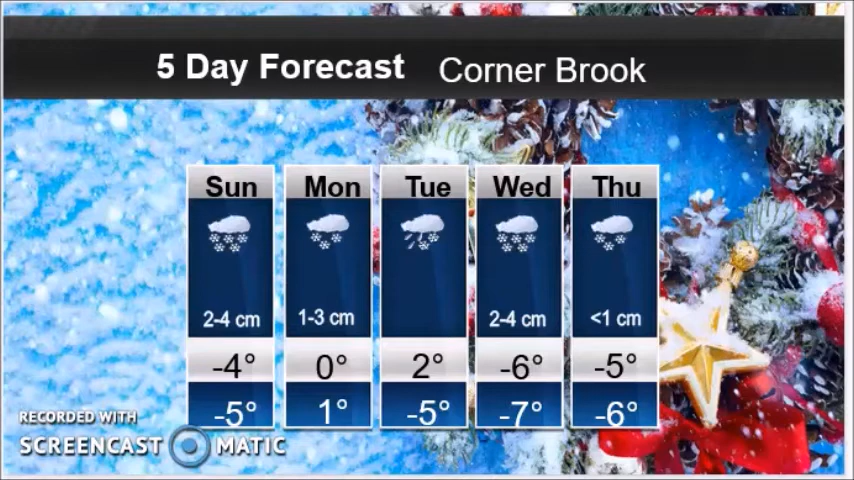 5 Day Forecast Corner Brook
Sun Mon Tue Wed Thu
2-4 cm 1-3 cm 2-4 cm <1 cm
-4° 0° 2° -6° -5°
-5° 1° -5° -7° -6°
RECORDED WITH
SCREENCAST MATIC